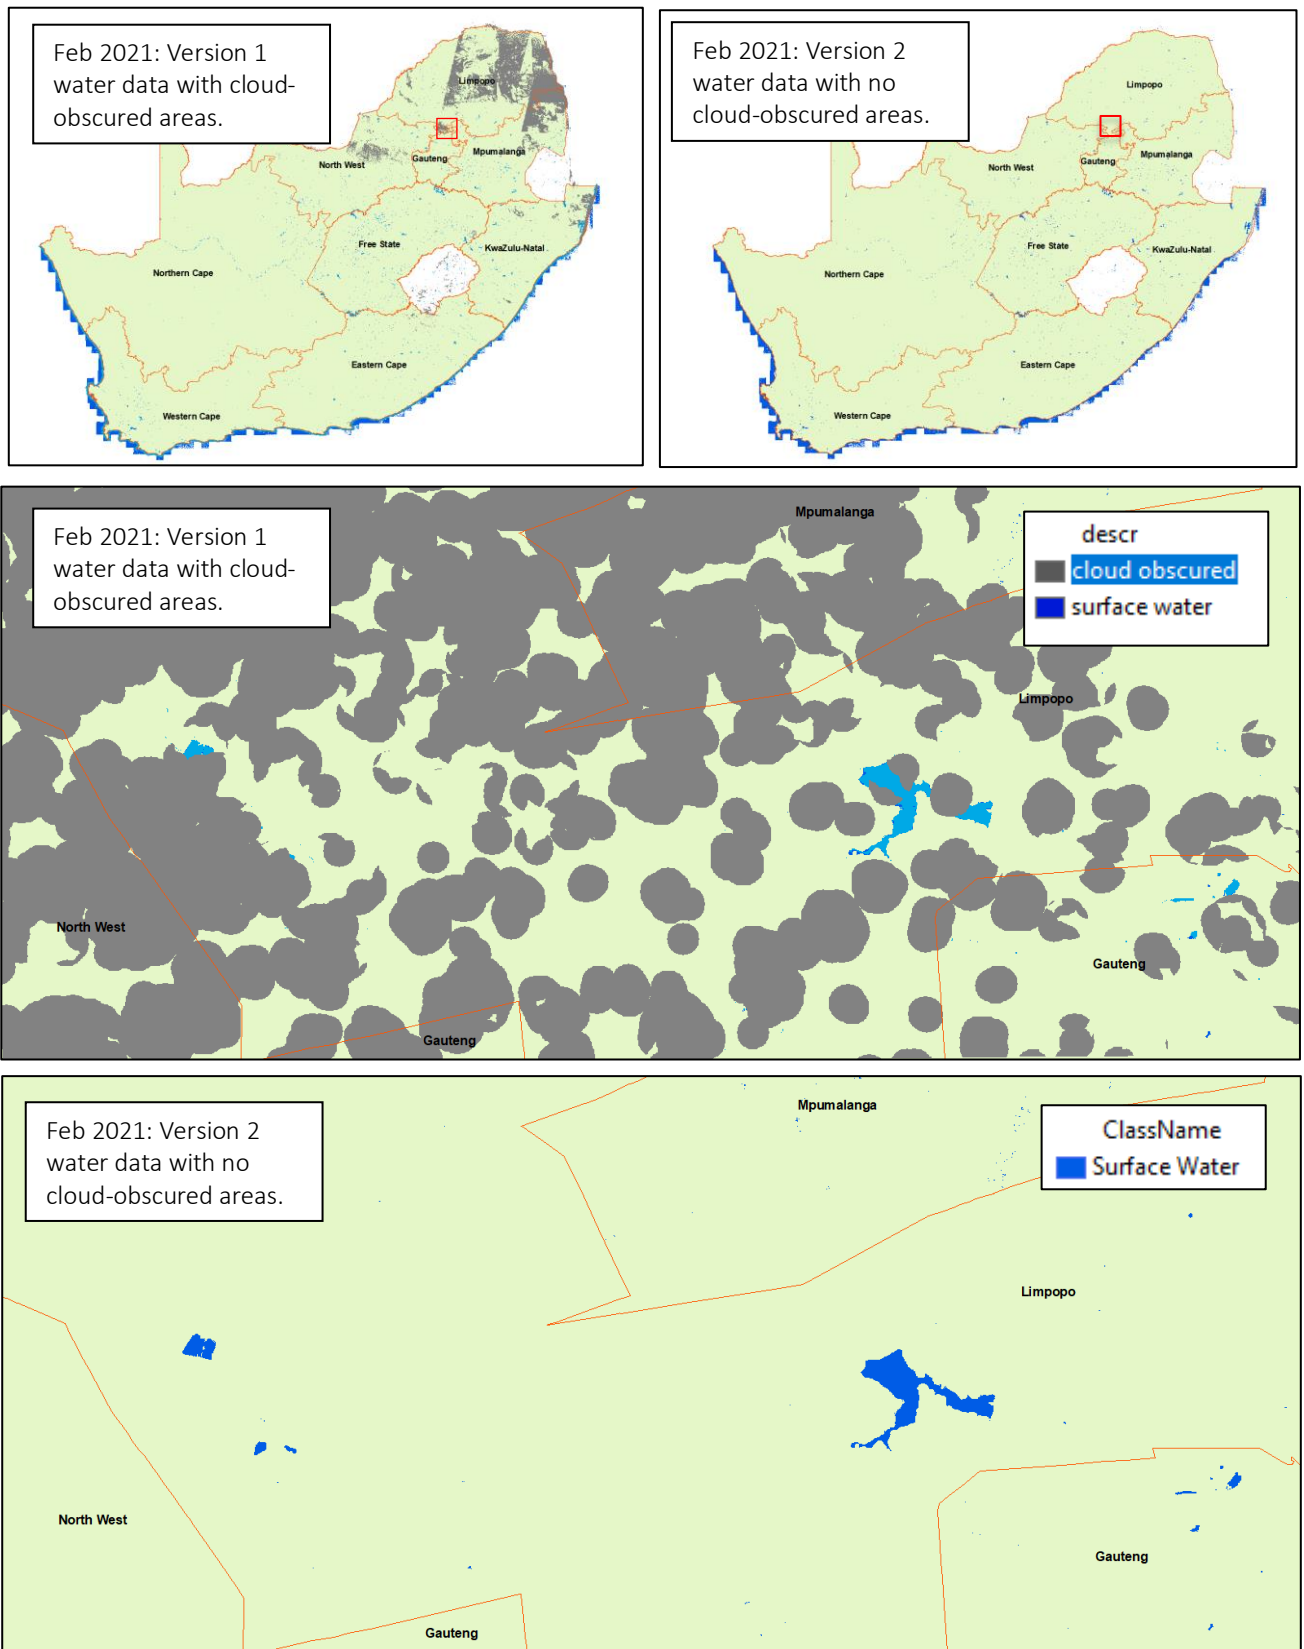 Feb 2021: Version 1
water data with cloud-
obscured areas.
Limpopo
North West
Gauteng
Mpumalanga
Free State
KwaZulu-Natal
Northern Cape
Eastern Cape
Western Cape
Feb 2021: Version 2
water data with no
cloud-obscured areas.
Limpopo
North West
Gauteng
Mpumalanga
Free State
KwaZulu-Natal
Northern Cape
Eastern Cape
Western Cape
Feb 2021: Version 1
water data with cloud-
obscured areas.
Mpumalanga
descr
cloud obscured
surface water
Limpopo
North West
Gauteng
Gauteng
Feb 2021: Version 2
water data with no
cloud-obscured areas.
Mpumalanga
ClassName
Surface Water
Limpopo
North West
Gauteng
Gauteng